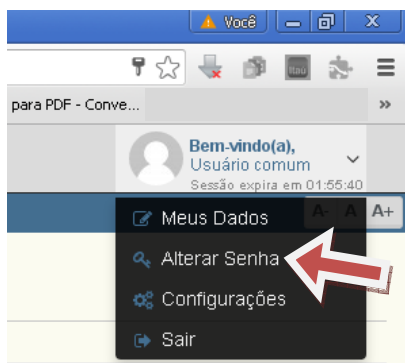 Você
Itaú
para PDF - Conve...
»
Bem-vindo(a),
Usuário comum
Sessão expira em 01:55:40
A- A A+
Meus Dados
Alterar Senha
Configurações
Sair